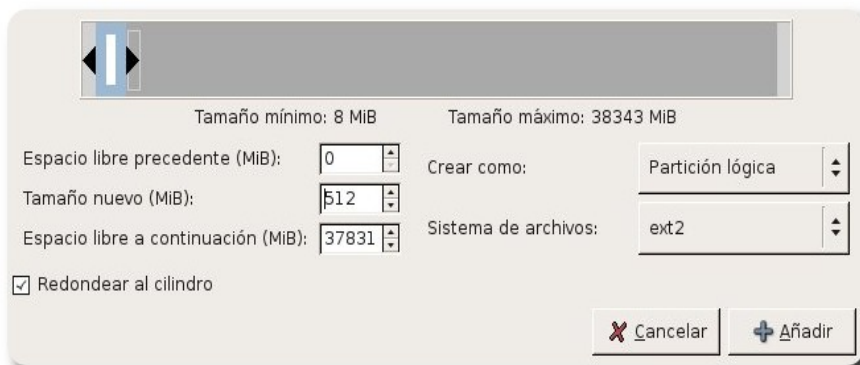 Tamaño mínimo: 8 MiB Tamaño máximo: 38343 MiB
Espacio libre precedente (MiB): 0 Crear como: Partición lógica
Tamaño nuevo (MiB): 512
Sistema de archivos: ext2
Espacio libre a continuación (MiB): 37831
Redondear al cilindro
Cancelar Añadir